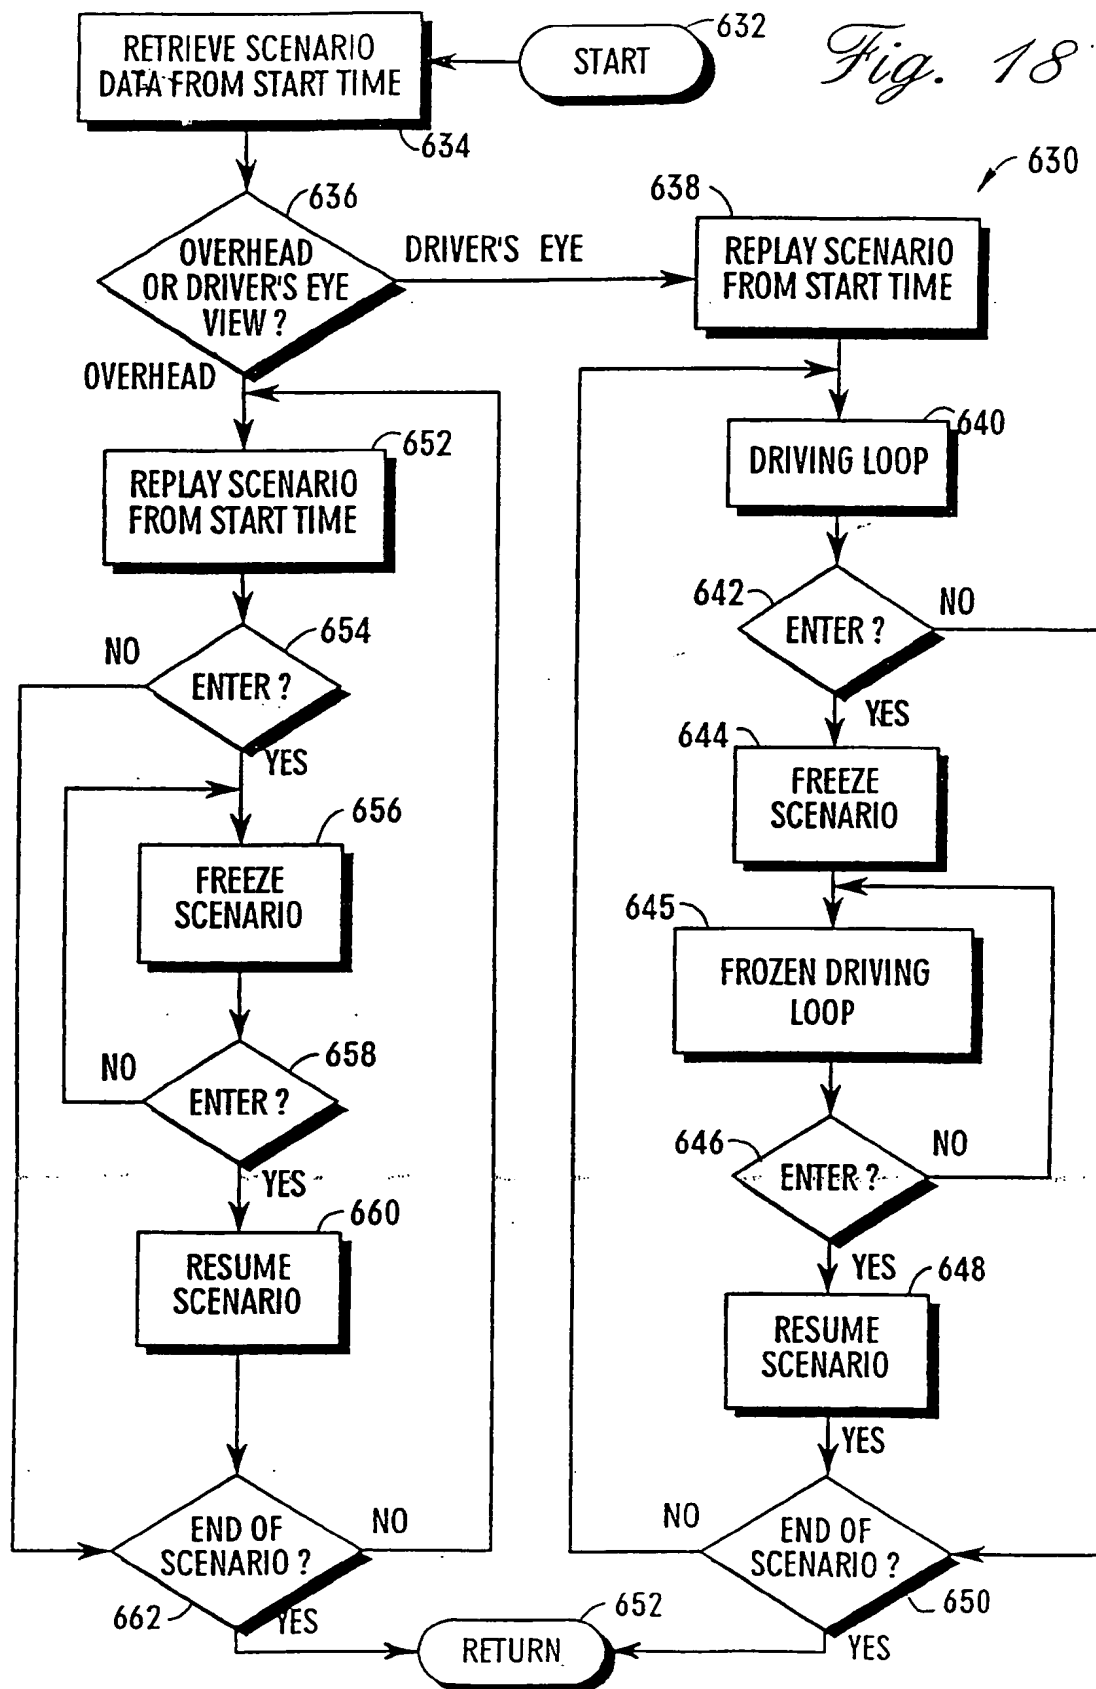 Fig. 18
630
632
START
RETRIEVE SCENARIO
DATA FROM START TIME
634
636
OVERHEAD
OR DRIVER'S EYE
VIEW ?
DRIVER'S EYE
OVERHEAD
638
REPLAY SCENARIO
FROM START TIME
640
DRIVING LOOP
642
ENTER ?
NO
YES
644
FREEZE
SCENARIO
645
FROZEN DRIVING
LOOP
646
ENTER ?
NO
YES
648
RESUME
SCENARIO
YES
NO
END OF
SCENARIO ?
650
YES
652
REPLAY SCENARIO
FROM START TIME
654
NO
ENTER ?
YES
656
FREEZE
SCENARIO
658
NO
ENTER ?
YES
660
RESUME
SCENARIO
END OF
SCENARIO ?
NO
662
YES
652
RETURN